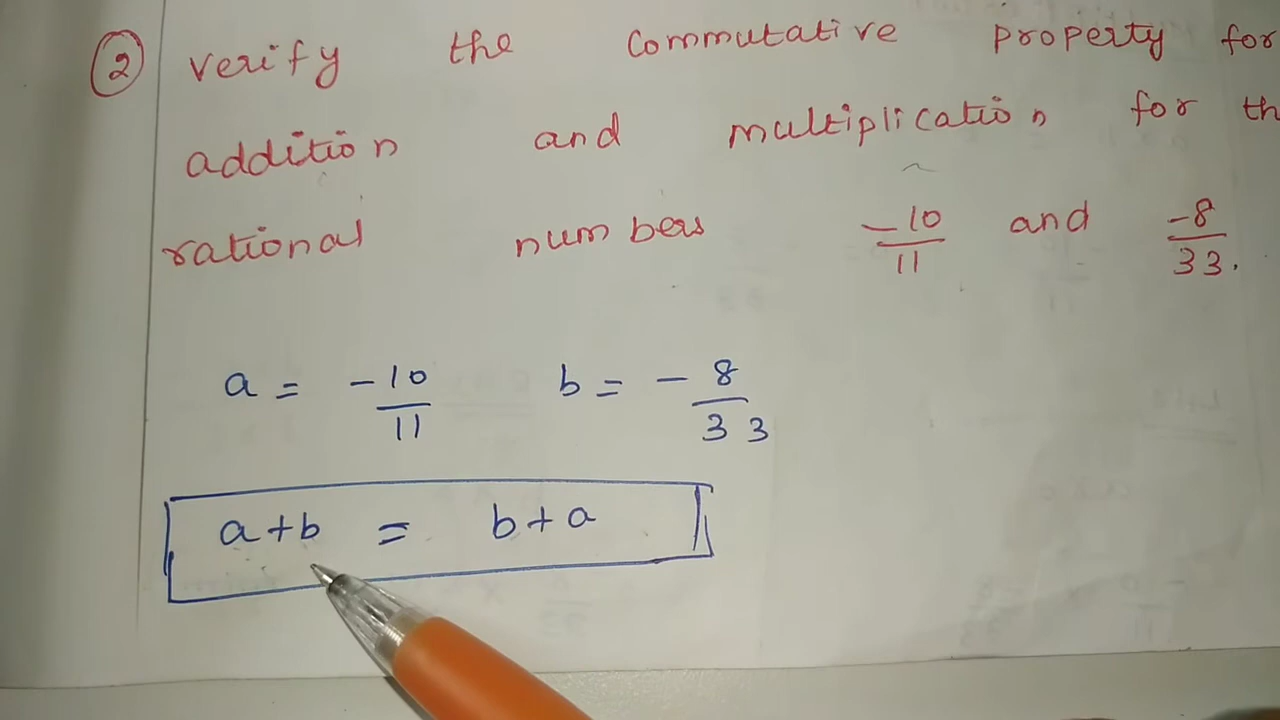 2 verify the commutative property for
addition and multiplication for th
rational numbers -10/11 and -8/33.
a = -10/11 b = -8/33
a+b = b+a